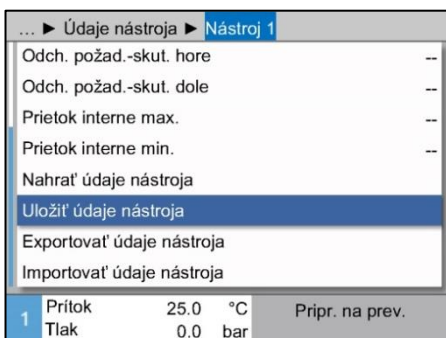 ... ► Údaje nástroja ► Nástroj 1
Odch. požad.-skut. hore --
Odch. požad.-skut. dole --
Prietok interne max. --
Prietok interne min. --
Nahrať údaje nástroja
Uložiť údaje nástroja
Exportovať údaje nástroja
Importovať údaje nástroja
1 Prítok 25.0 °C Pripr. na prev.
Tlak 0.0 bar